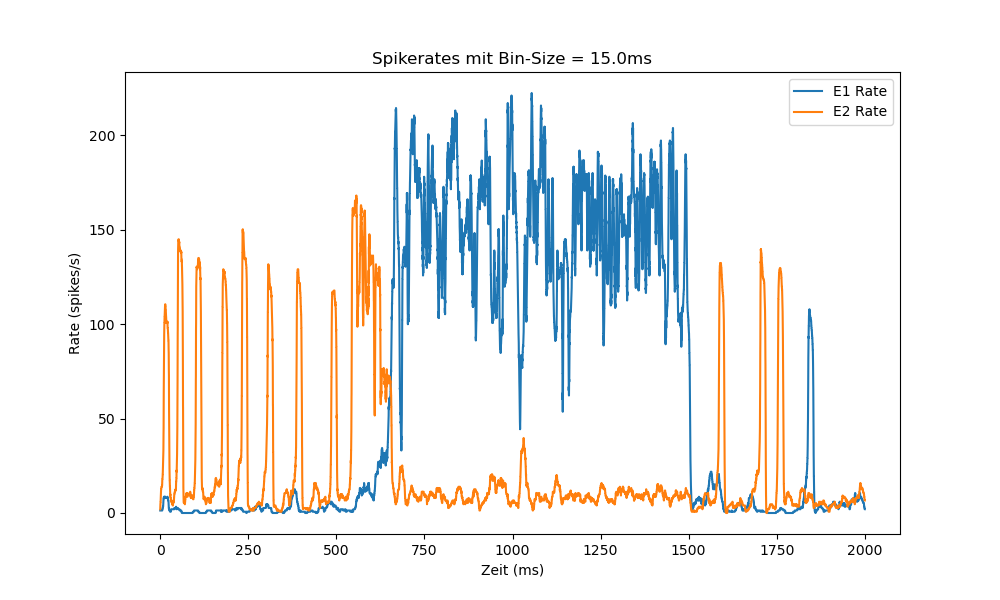 Spikerates mit Bin-Size = 15.0ms
E1 Rate
E2 Rate
200
150
100
50
0
Rate (spikes/s)
0 250 500 750 1000 1250 1500 1750 2000
Zeit (ms)